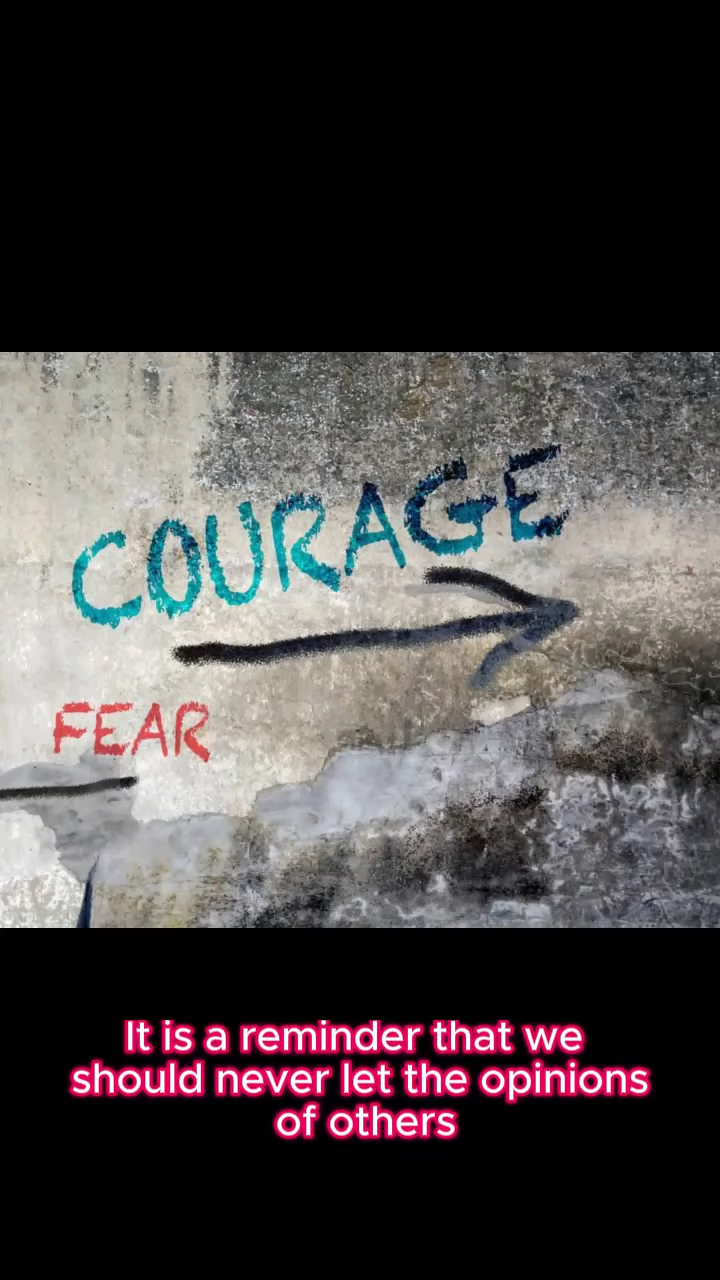 COURAGE
FEAR
It is a reminder that we
should never let the opinions
of others